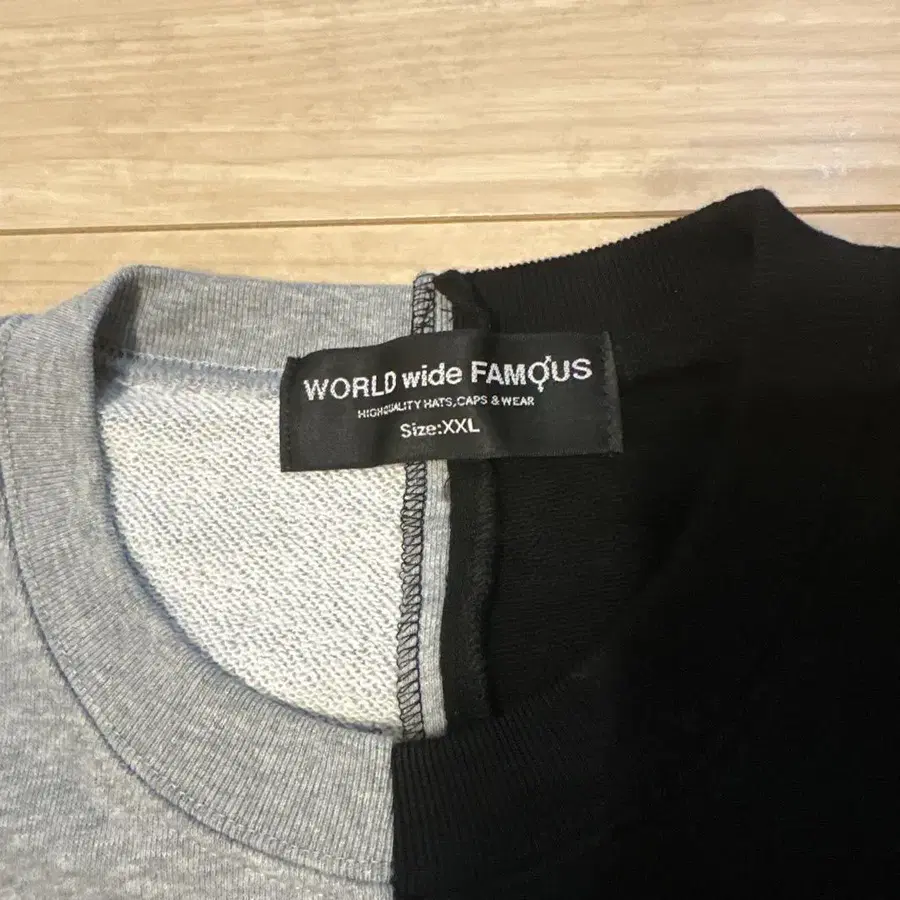 WORLD wide FAMOUS
HIGHQUALITY HATS,CAPS & WEAR
Size:XXL